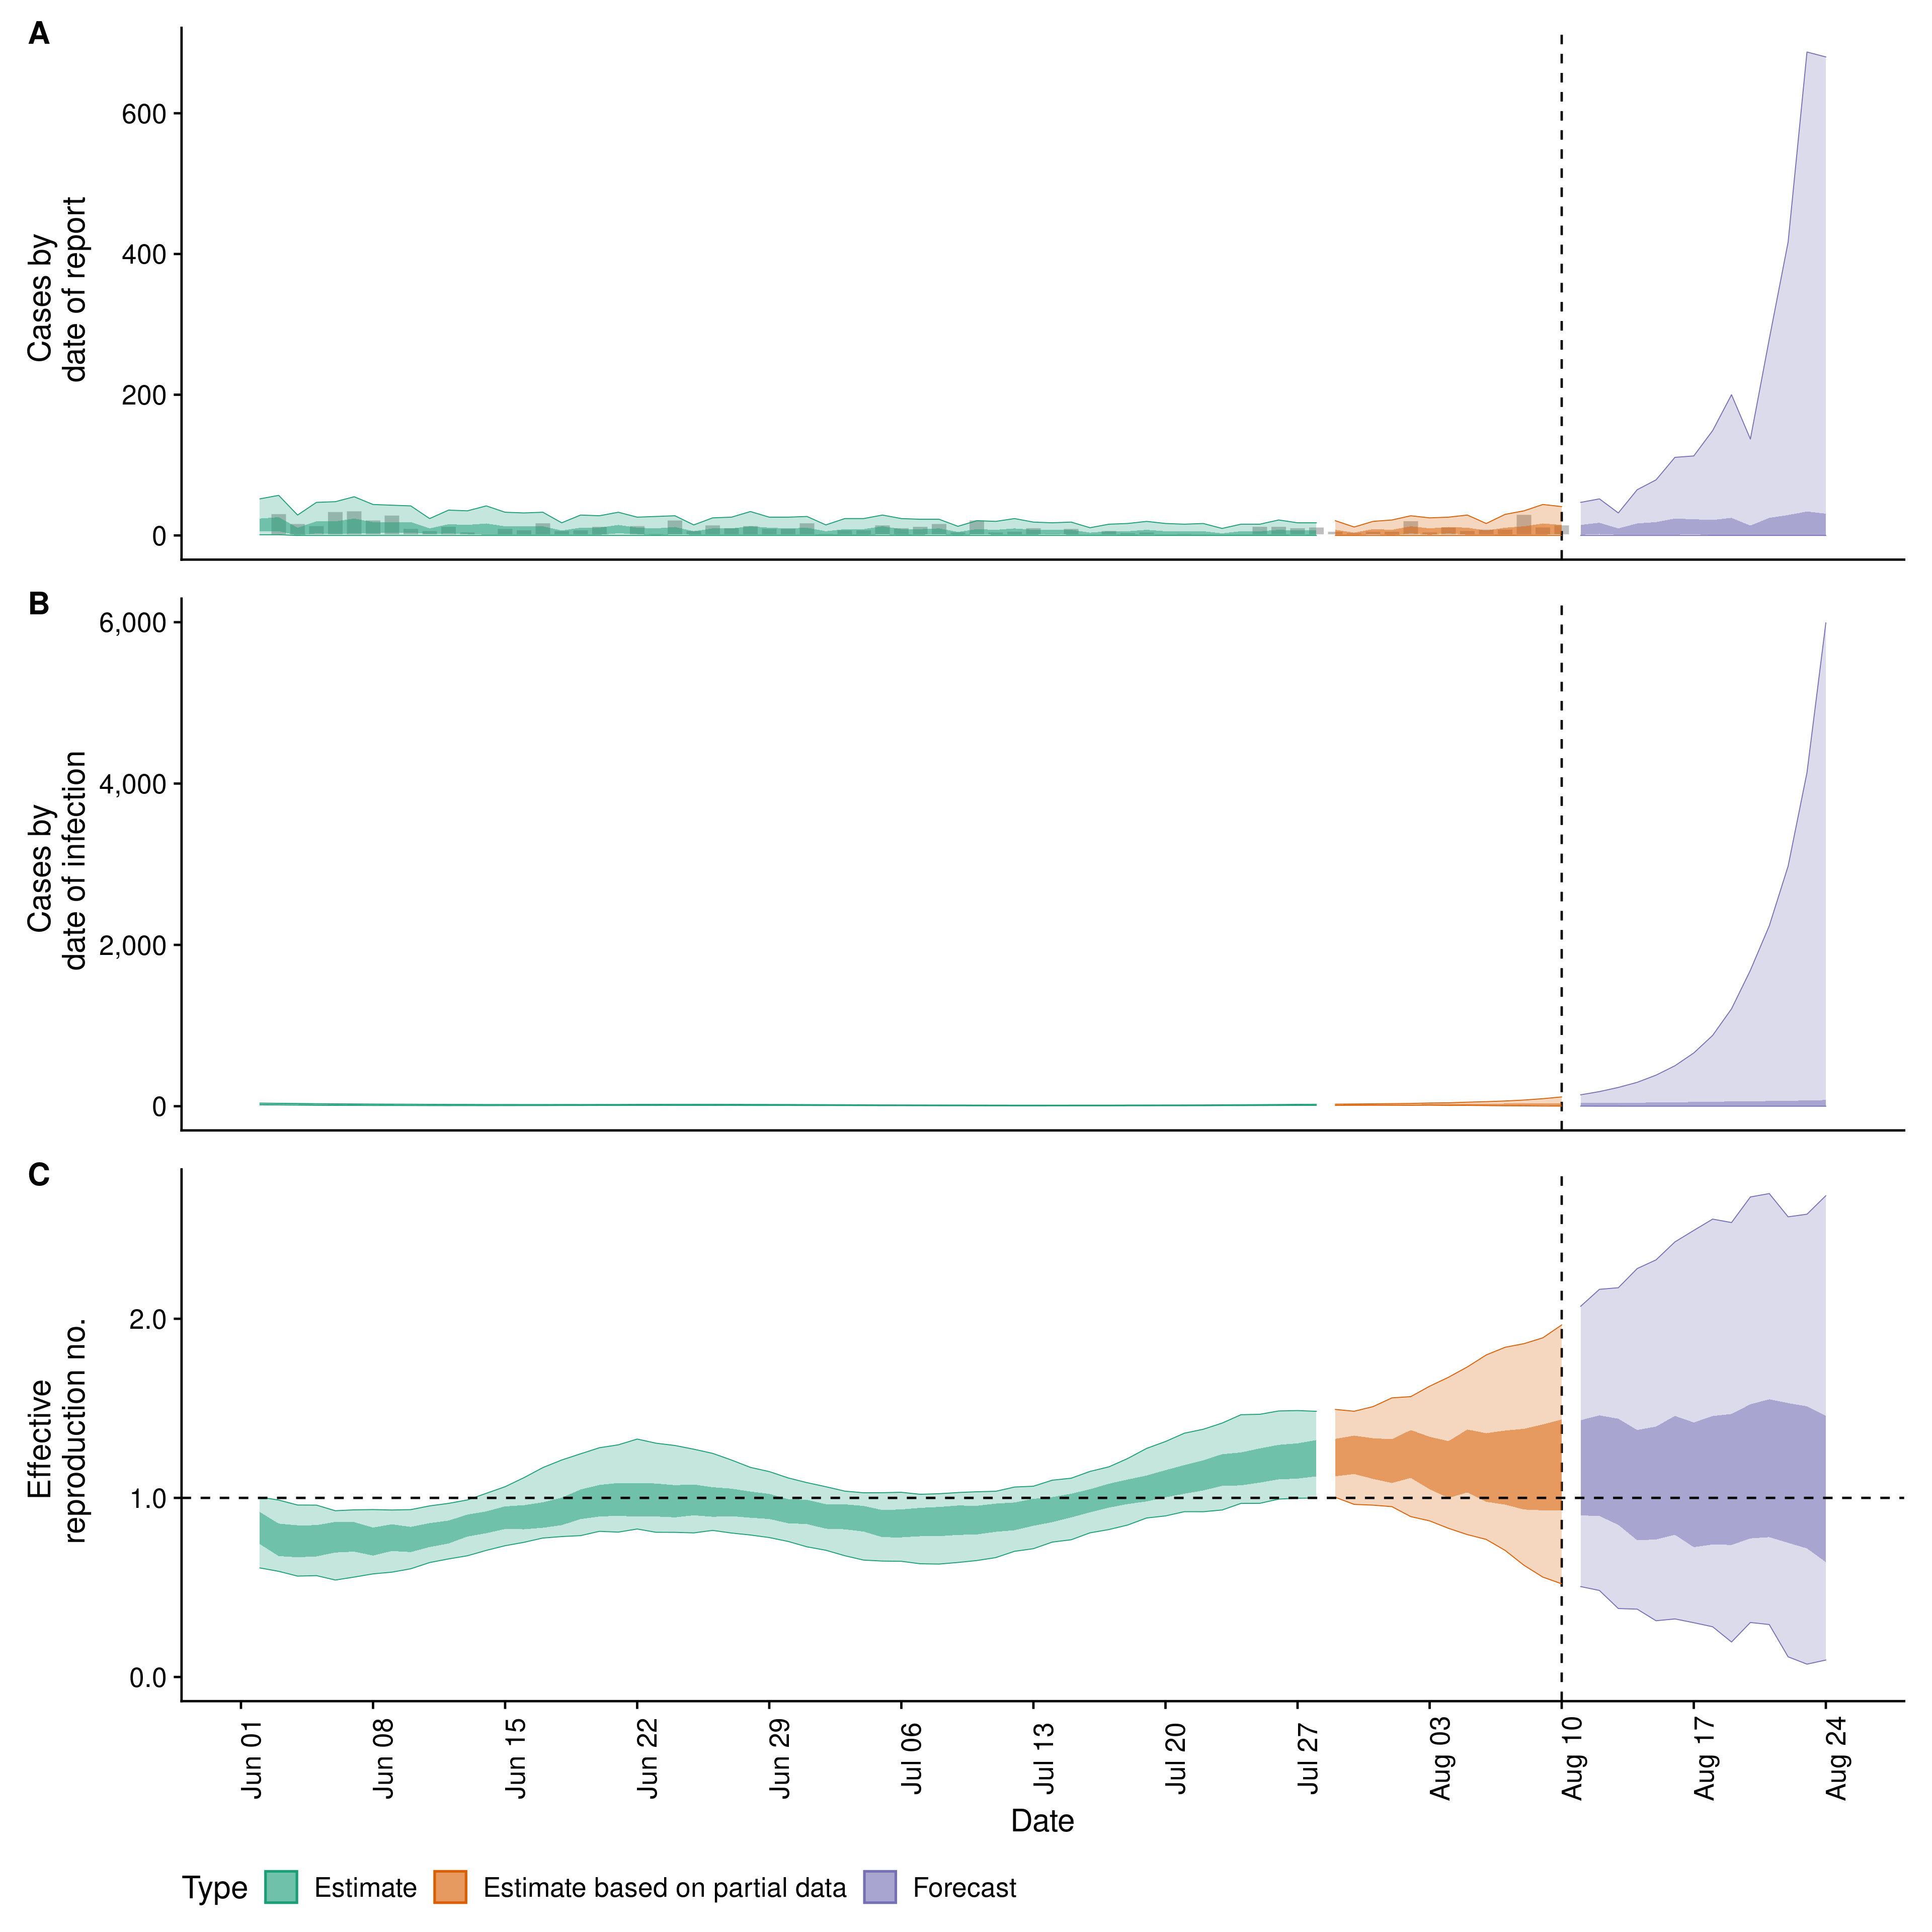 A
Cases by
date of report
600
400
200
0
B
Cases by
date of infection
6,000
4,000
2,000
0
C
Effective
reproduction no.
2.0
1.0
0.0
Jun 01
Jun 08
Jun 15
Jun 22
Jun 29
Jul 06
Jul 13
Jul 20
Jul 27
Aug 03
Aug 10
Aug 17
Aug 24
Date
Type Estimate Estimate based on partial data Forecast